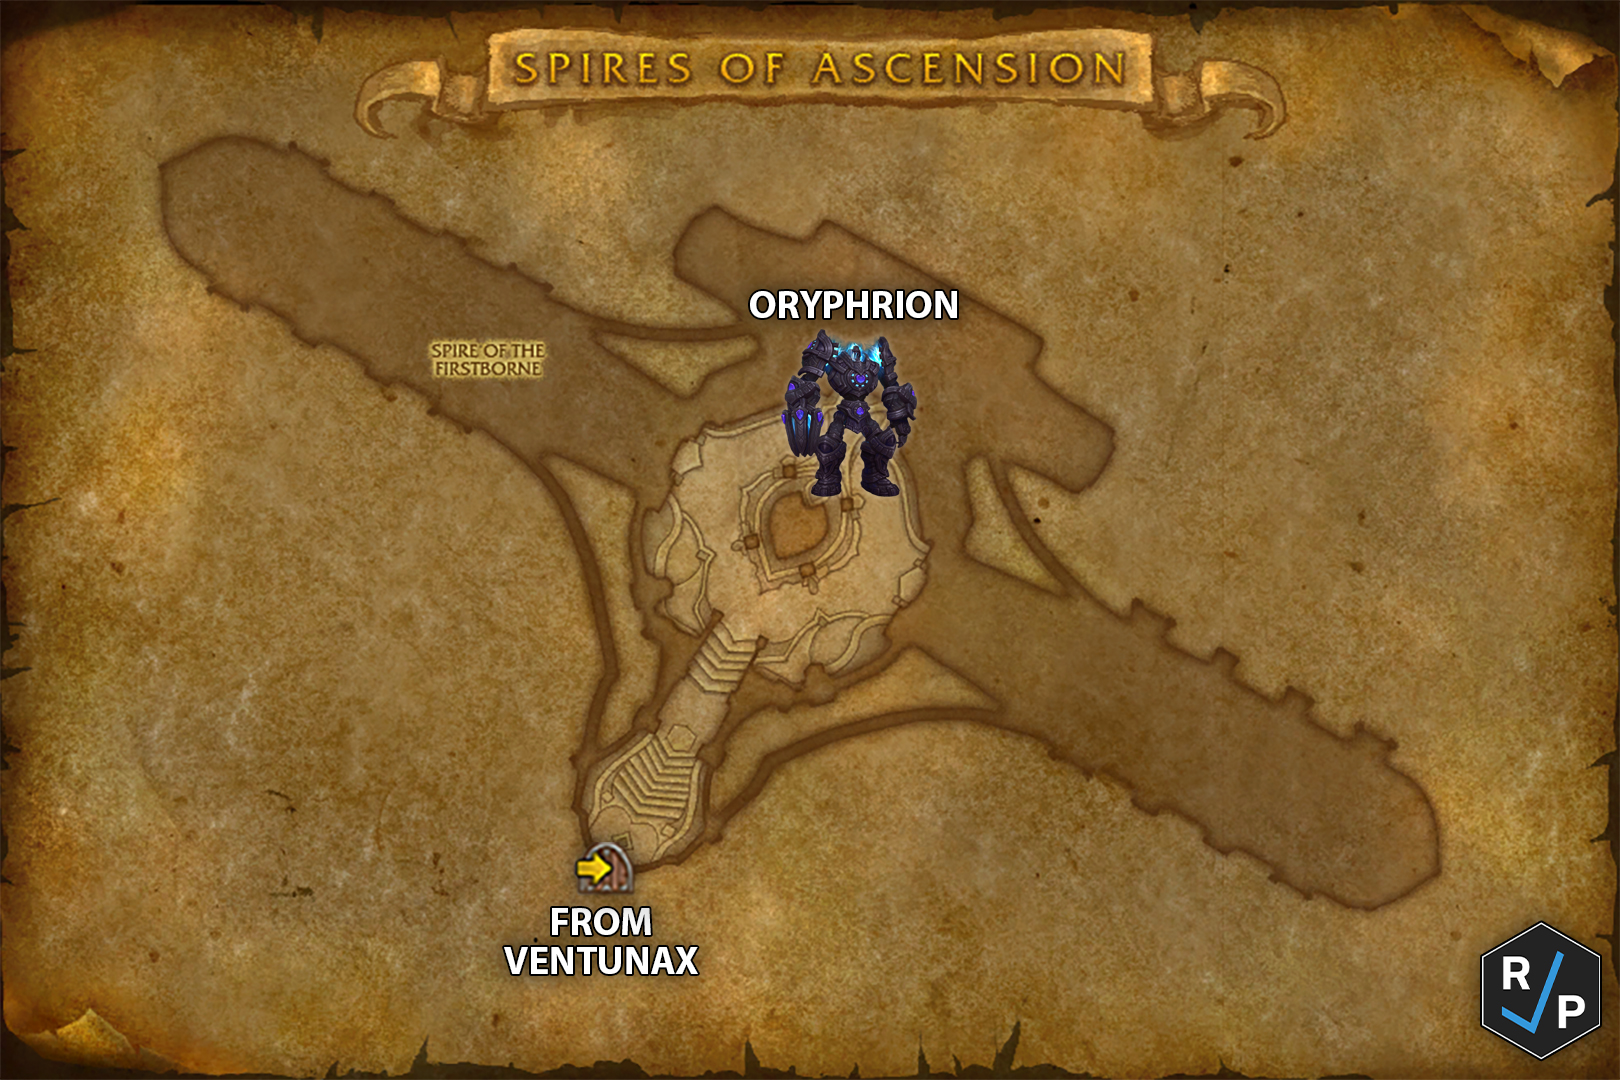 SPIRES OF ASCENSION
ORYPHRION
SPIRE OF THE
FIRSTBORNE
FROM
VENTUNAX
R
P